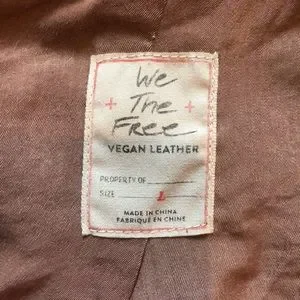 We
The
Free
VEGAN LEATHER
PROPERTY OF
SIZE L
MADE IN CHINA
FABRIQUÉ EN CHINE